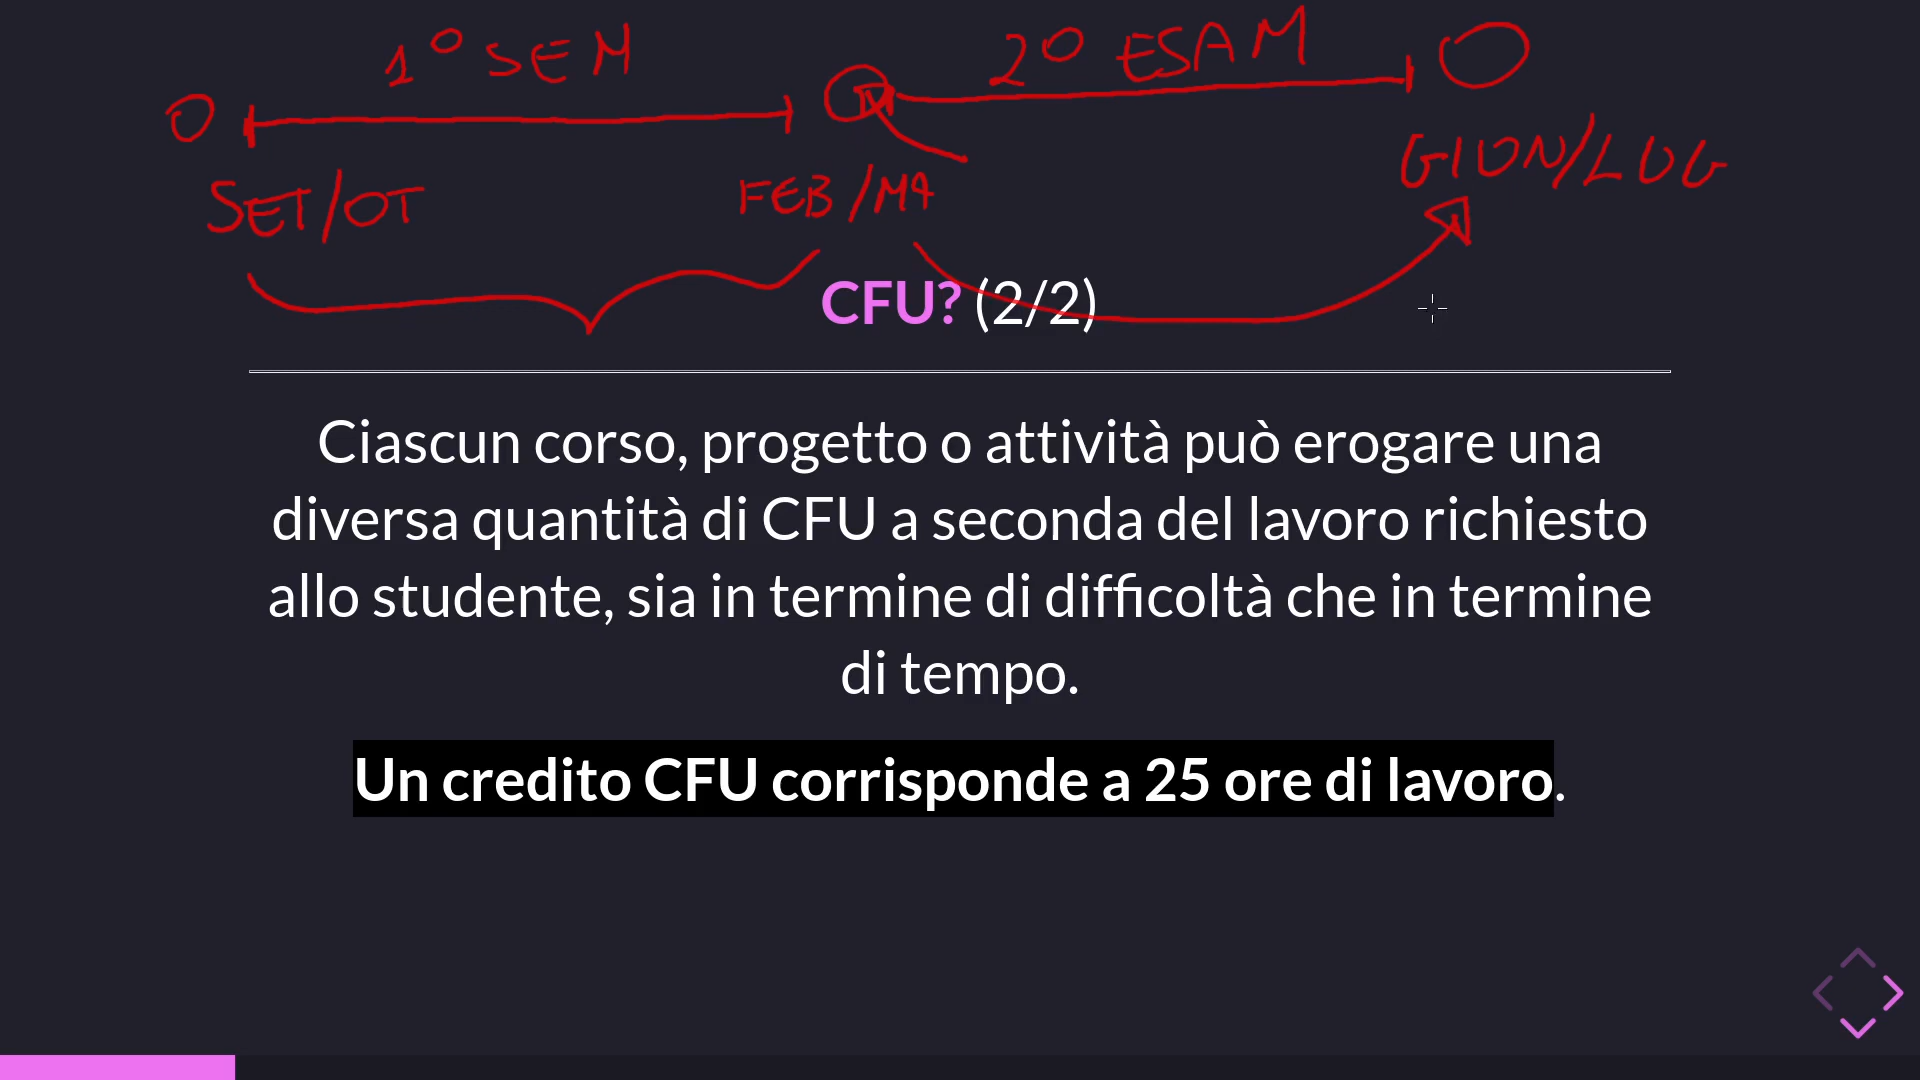 1° SEM
2° ESAM
SET/OT
FEB/MA
GIUN/LUG
CFU? (2/2)
Ciascun corso, progetto o attività può erogare una
diversa quantità di CFU a seconda del lavoro richiesto
allo studente, sia in termine di difficoltà che in termine
di tempo.
Un credito CFU corrisponde a 25 ore di lavoro.